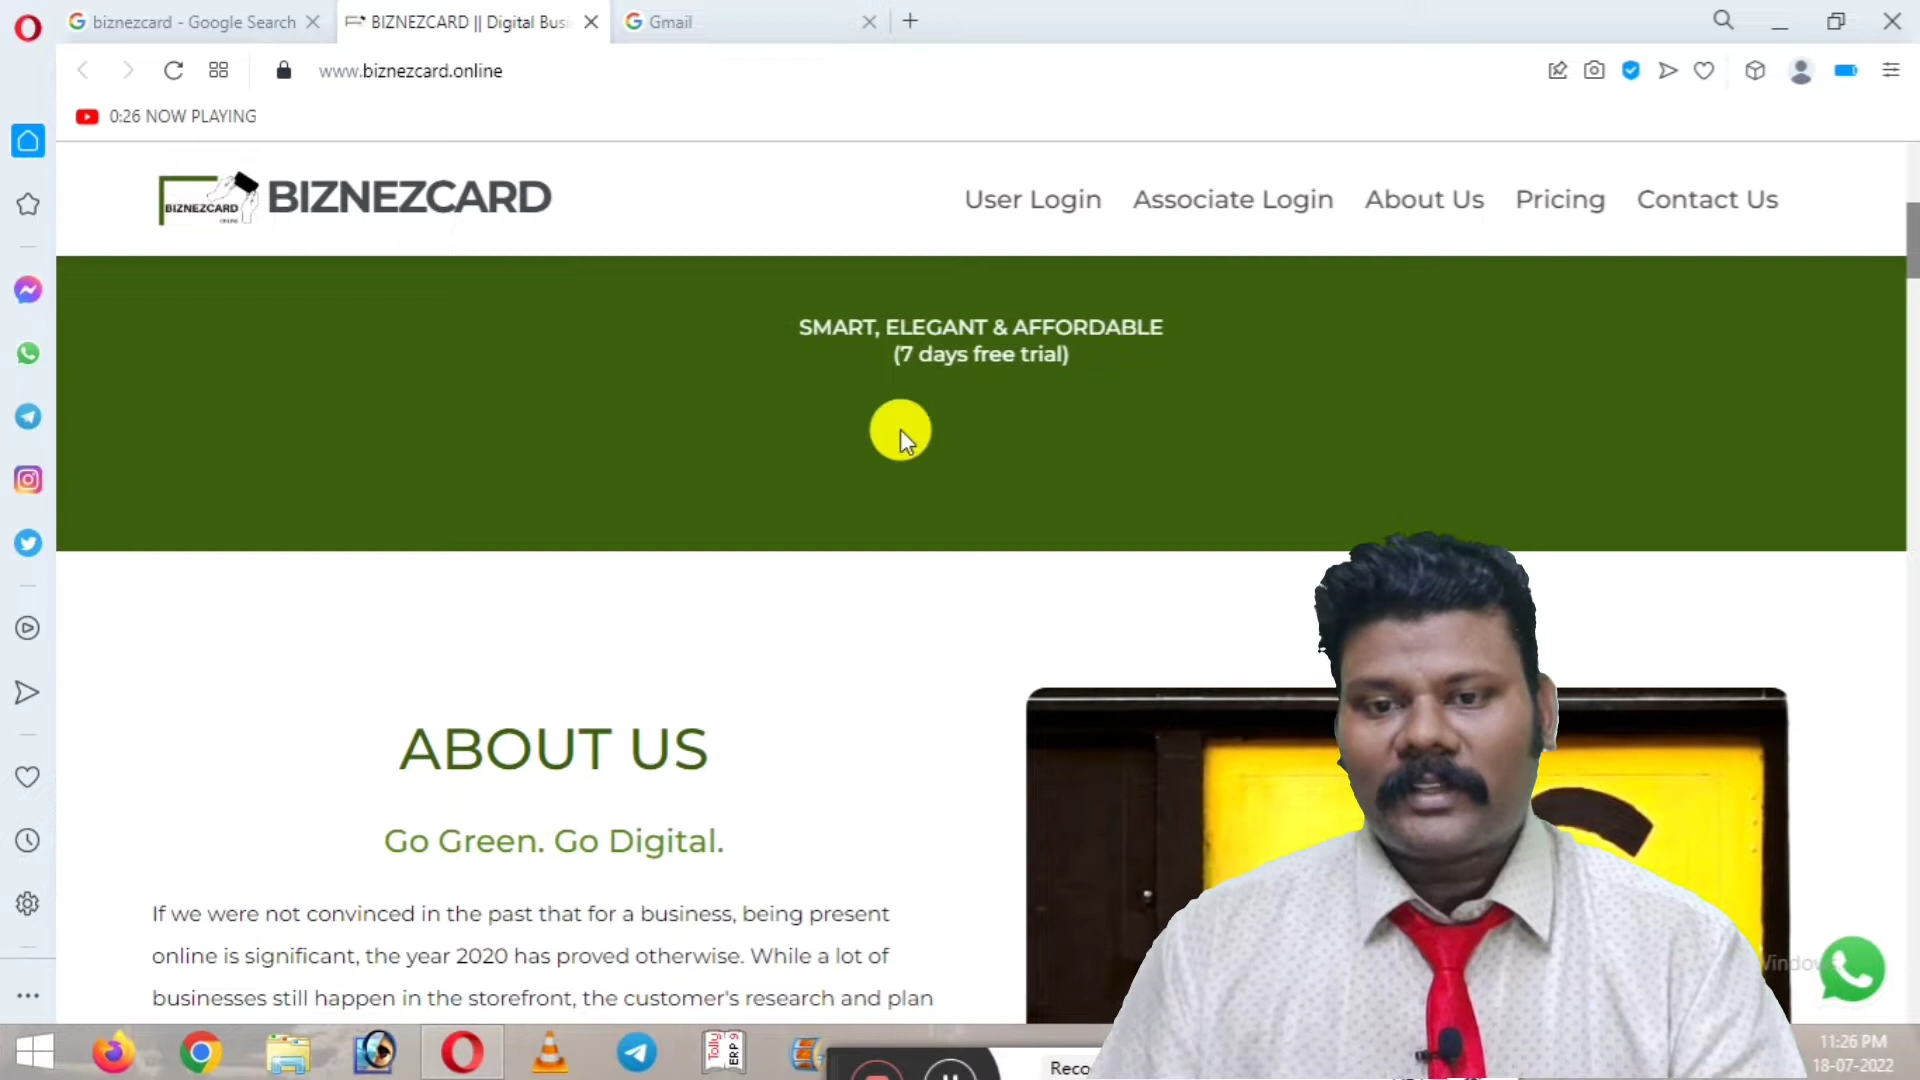 biznezcard - Google Search
BIZNEZCARD || Digital Busi
Gmail
www.biznezcard.online
0:26 NOW PLAYING
BIZNEZCARD
BIZNEZCARD
User Login
Associate Login
About Us
Pricing
Contact Us
SMART, ELEGANT & AFFORDABLE
(7 days free trial)
ABOUT US
Go Green. Go Digital.
If we were not convinced in the past that for a business, being present
online is significant, the year 2020 has proved otherwise. While a lot of
businesses still happen in the storefront, the customer's research and plan
Tally
ERP 9
Reco
11:26 PM
18-07-2022